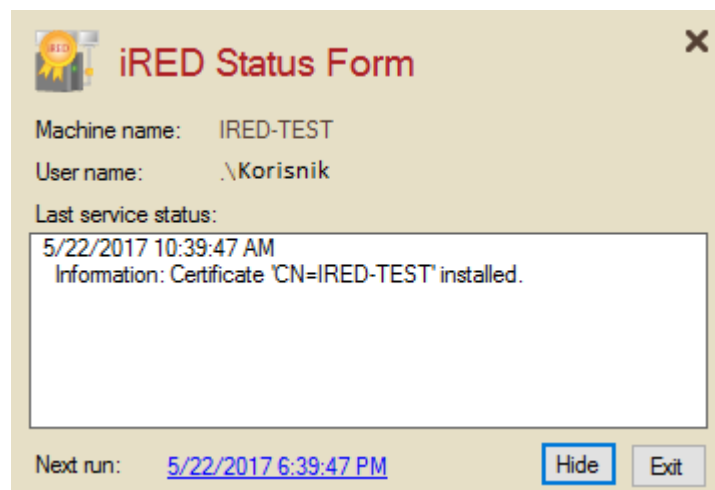 iRED
iRED Status Form
Machine name: IRED-TEST
User name: .\Korisnik
Last service status:
5/22/2017 10:39:47 AM
Information: Certificate 'CN=IRED-TEST' installed.
Next run: 5/22/2017 6:39:47 PM
Hide Exit